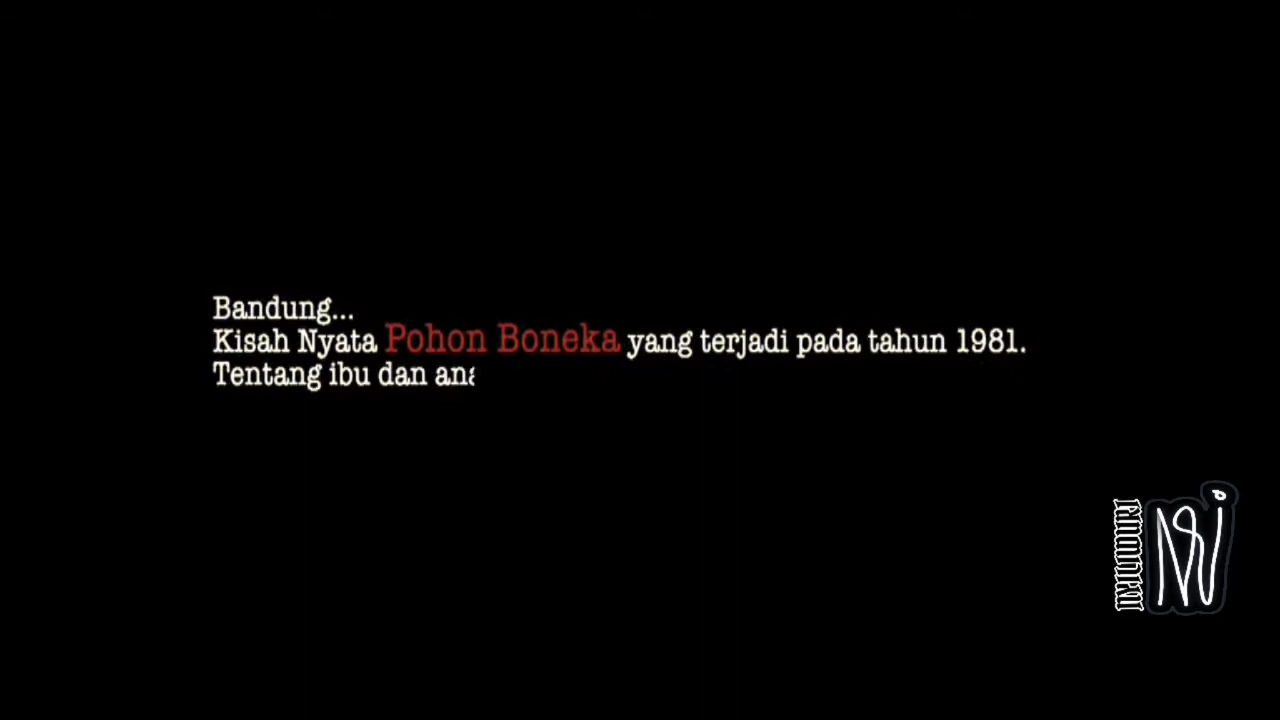 Bandung...
Kisah Nyata Pohon Boneka yang terjadi pada tahun 1981.
Tentang ibu dan